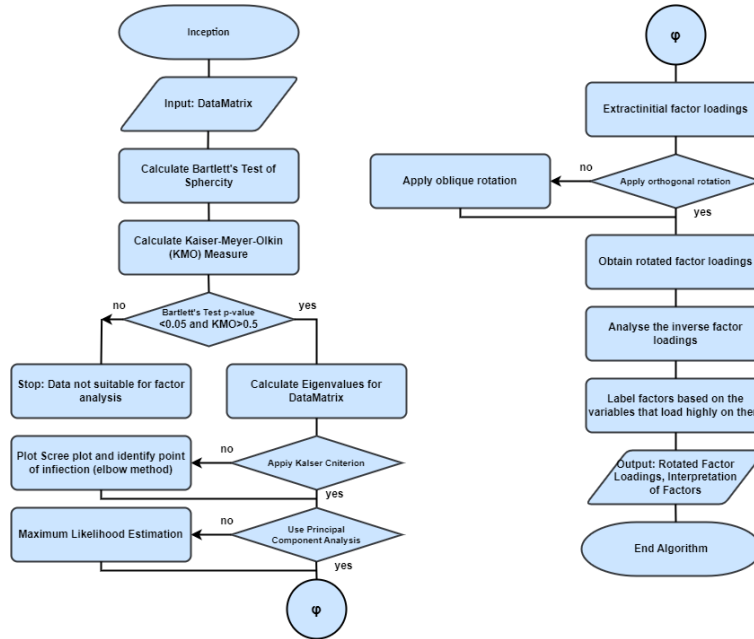 Inception
Input: DataMatrix
Calculate Bartlett's Test of
Sphercity
Calculate Kaiser-Meyer-Olkin
(KMO) Measure
no
Bartlett's Test p-value
<0.05 and KMO>0.5
yes
Stop: Data not suitable for factor
analysis
Calculate Eigenvalues for
DataMatrix
Plot Scree plot and identify point
of infiection (elbow method)
no
Appiy Kalser Cniterion
yes
Maximum Likelihood Estimation
no
Use Principal
Component Analysis
yes
φ
φ
Extractinitial factor loadings
Apply oblique rotation
no
Apply orthogonal rotation
yes
Obtain rotated factor loadings
Analyse the inverse factor
loadings
Label factors based on the
variables that load highly on them
Output: Rotated Factor
Loadings, Interpretation
of Factors
End Algorithm